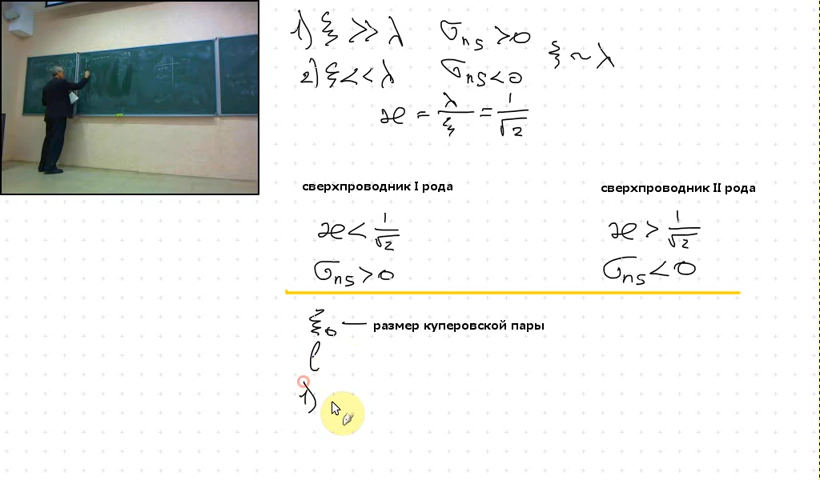 1) ξ >> λ σns > 0
ξ ~ λ
2) ξ << λ σns < 0
æ = λ/ξ = 1/√2
сверхпроводник I рода сверхпроводник II рода
æ < 1/√2 æ > 1/√2
σns > 0 σns < 0
ξ₀ — размер куперовской пары
l
1)